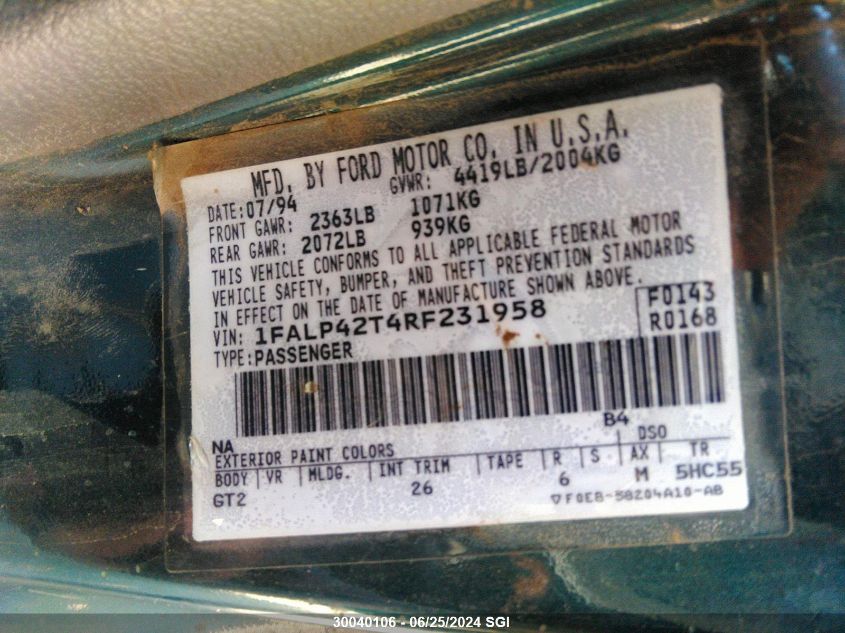 MFD. BY FORD MOTOR CO. IN U.S.A.
DATE:07/94 GVWR: 4419LB/2004KG
FRONT GAWR: 2363LB 1071KG
REAR GAWR: 2072LB 939KG
THIS VEHICLE CONFORMS TO ALL APPLICABLE FEDERAL MOTOR
VEHICLE SAFETY, BUMPER, AND THEFT PREVENTION STANDARDS
IN EFFECT ON THE DATE OF MANUFACTURE SHOWN ABOVE.
VIN: 1FALP42T4RF231958 F0143
TYPE:PASSENGER R0168
NA B4
EXTERIOR PAINT COLORS DSO
BODY VR MLDG. INT TRIM TAPE R S AX TR
GT2 26 6 M 5HC55
▽F0EB-58204A10-AB
30040106 - 06/25/2024 SGI